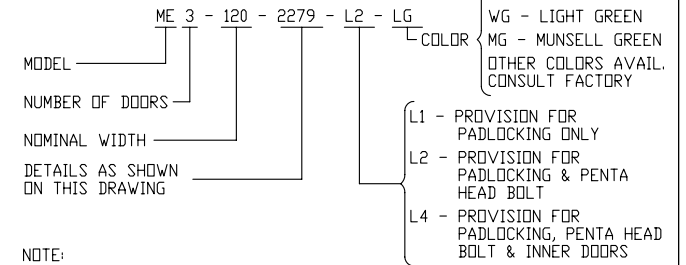 ME 3 - 120 - 2279 - L2 - LG
COLOR
WG - LIGHT GREEN
MG - MUNSELL GREEN
OTHER COLORS AVAIL.
CONSULT FACTORY
MODEL
NUMBER OF DOORS
NOMINAL WIDTH
DETAILS AS SHOWN
ON THIS DRAWING
L1 - PROVISION FOR
PADLOCKING ONLY
L2 - PROVISION FOR
PADLOCKING & PENTA
HEAD BOLT
L4 - PROVISION FOR
PADLOCKING, PENTA HEAD
BOLT & INNER DOORS
NOTE: